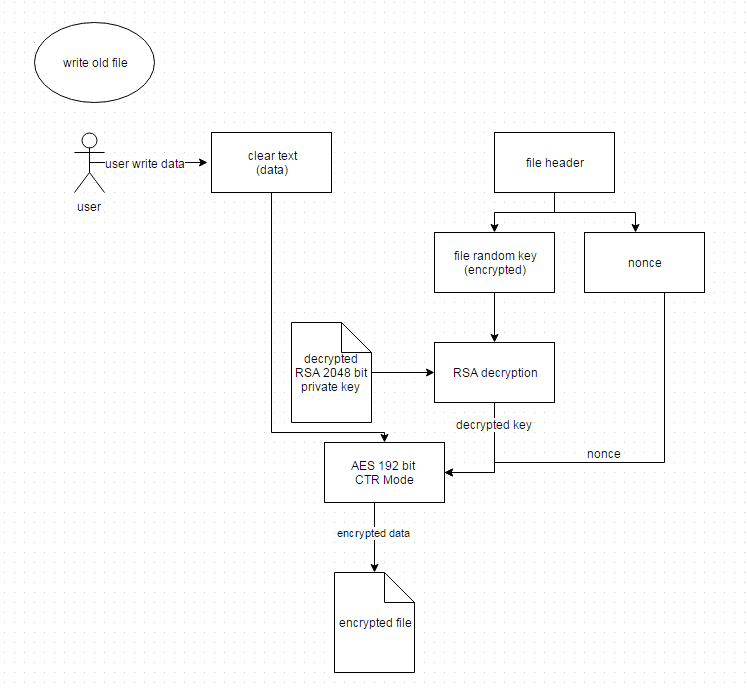 write old file
user write data
clear text
(data)
file header
user
file random key
(encrypted)
nonce
decrypted
RSA 2048 bit
private key
RSA decryption
decrypted key
nonce
AES 192 bit
CTR Mode
encrypted data
encrypted file